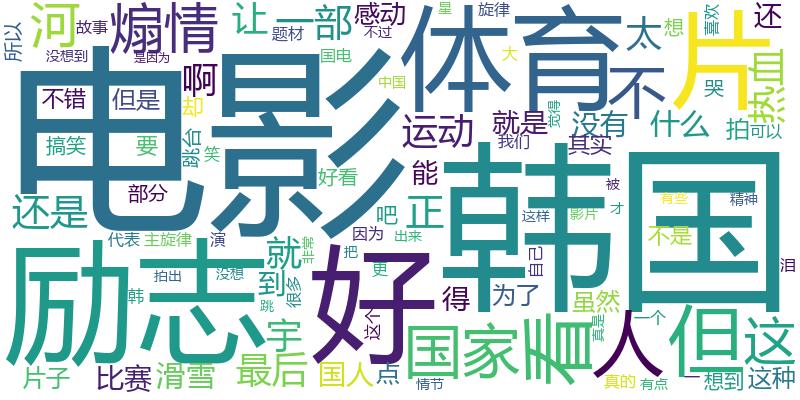 所以
河
故事
没想到
煽情
是因为
让
一部
题材
感动
不过
星
旋律
想
喜欢
还
国电
中国
大
太
电影
体育
不
片
热血
不错
但是
啊
却
搞笑
要
跳台
笑
部分
好看
运动
能
就是
我们
觉得
没有
其实
什么
拍
可以
哭
韩国
还是
吧
正
因为
出来
这样
影片
被
才
有些
精神
不是
代表
主旋律
演
就
非常
到
拍出
没想
把
更
得
为了
自己
虽然
泪
励志
韩
跳
很多
好
这个
宇
国家
看
真是
人
一个
但
这
片子
比赛
滑雪
最后
国人
点
情节
真的
有点
一
想到
这种